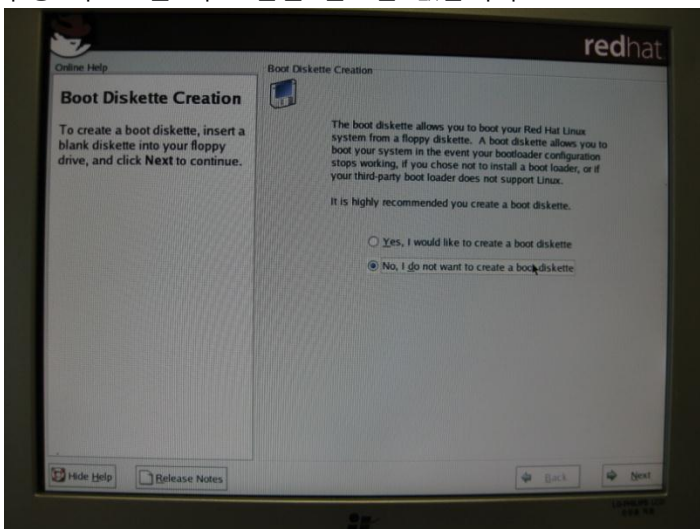 redhat
Online Help
Boot Diskette Creation
To create a boot diskette, insert a
blank diskette into your floppy
drive, and click Next to continue.
Boot Diskette Creation
The boot diskette allows you to boot your Red Hat Linux
system from a floppy diskette. A boot diskette allows you to
boot your system in the event your bootloader configuration
stops working, if you chose not to install a boot loader, or if
your third-party boot loader does not support Linux.
It is highly recommended you create a boot diskette.
Yes, I would like to create a boot diskette
No, I do not want to create a boot diskette
Hide Help
Release Notes
Back
Next